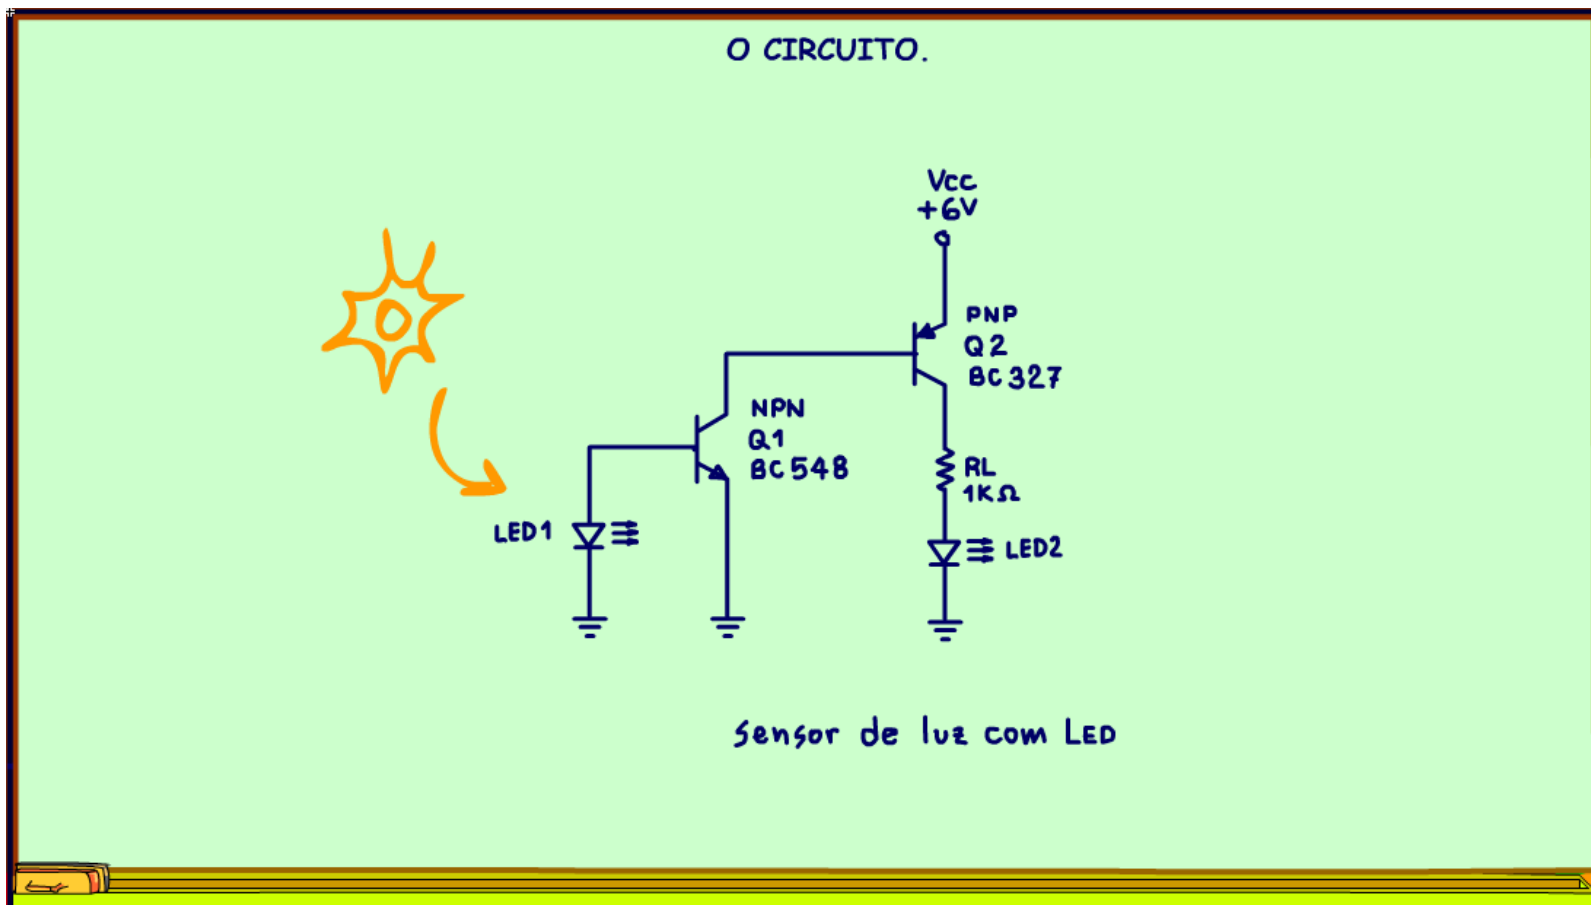 O CIRCUITO.
Vcc
+6V
PNP
Q2
BC327
NPN
Q1
BC548
RL
1KΩ
LED1
LED2
Sensor de luz com LED